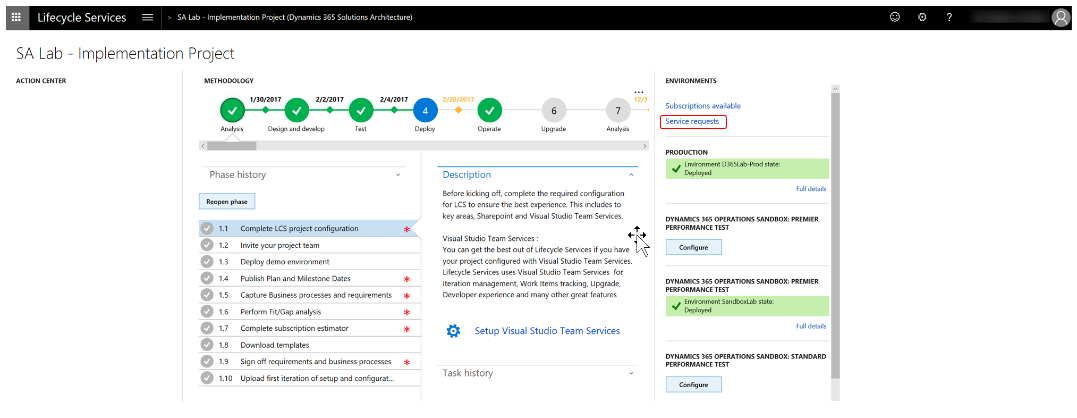 Lifecycle Services
> SA Lab - Implementation Project (Dynamics 365 Solutions Architecture)
?
SA Lab - Implementation Project
ACTION CENTER
METHODOLOGY
...
1/30/2017
2/2/2017
2/4/2017
2/20/2017
12/3
4
6
7
Analysis
Design and develop
Test
Deploy
Operate
Upgrade
Analysis
Phase history
Reopen phase
1.1 Complete LCS project configuration *
1.2 Invite your project team
1.3 Deploy demo environment
1.4 Publish Plan and Milestone Dates *
1.5 Capture Business processes and requirements *
1.6 Perform Fit/Gap analysis *
1.7 Complete subscription estimator *
1.8 Download templates
1.9 Sign off requirements and business processes *
1.10 Upload first iteration of setup and configurat...
Description
Before kicking off, complete the required configuration
for LCS to ensure the best experience. This includes to
key areas, Sharepoint and Visual Studio Team Services.
Visual Studio Team Services :
You can get the best out of Lifecycle Services if you have
your project configured with Visual Studio Team Services.
Lifecycle Services uses Visual Studio Team Services for
Iteration management, Work Items tracking, Upgrade,
Developer experience and many other great features
Setup Visual Studio Team Services
Task history
ENVIRONMENTS
Subscriptions available
Service requests
PRODUCTION
Environment D365Lab-Prod state:
Deployed
Full details
DYNAMICS 365 OPERATIONS SANDBOX: PREMIER
PERFORMANCE TEST
Configure
DYNAMICS 365 OPERATIONS SANDBOX: PREMIER
PERFORMANCE TEST
Environment SandboxLab state:
Deployed
Full details
DYNAMICS 365 OPERATIONS SANDBOX: STANDARD
PERFORMANCE TEST
Configure